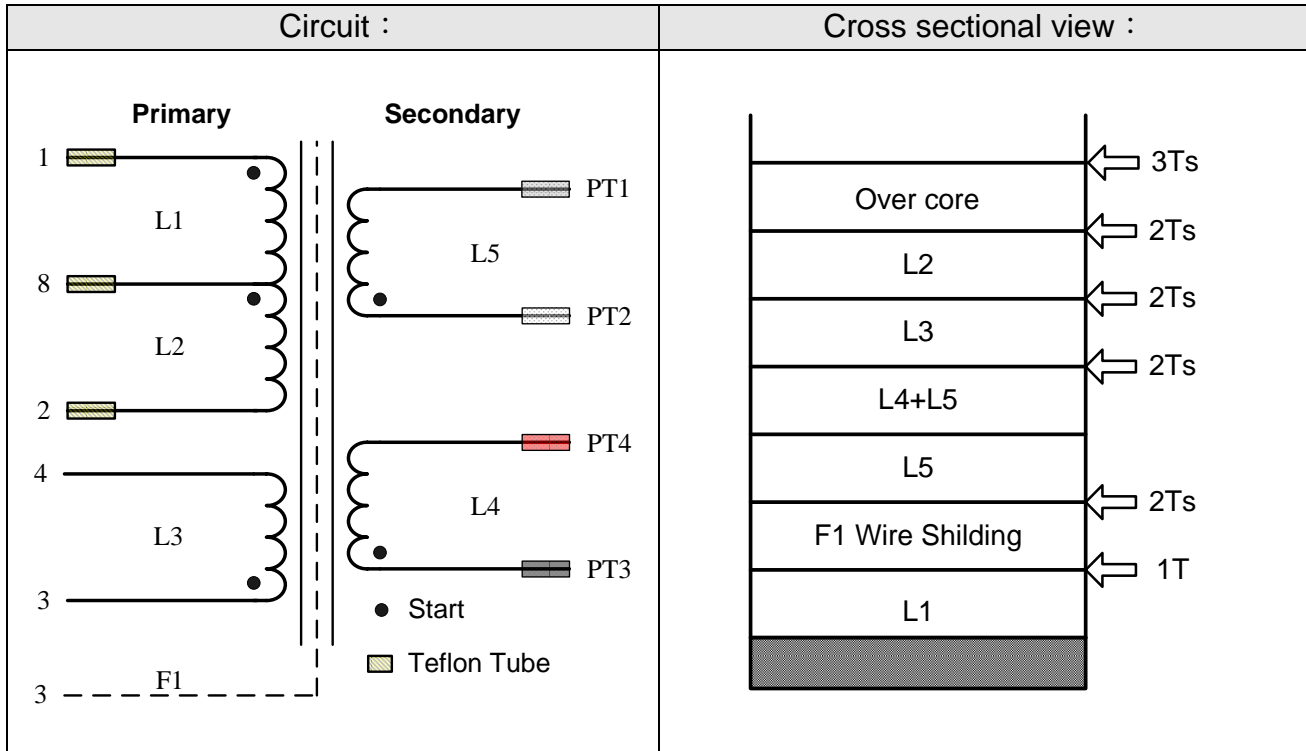 Circuit：
Cross sectional view：
Primary
Secondary
1
L1
8
L2
2
4
L3
3
F1
3
PT1
L5
PT2
PT4
L4
PT3
Start
Teflon Tube
3Ts
Over core
2Ts
L2
2Ts
L3
2Ts
L4+L5
L5
2Ts
F1 Wire Shilding
1T
L1